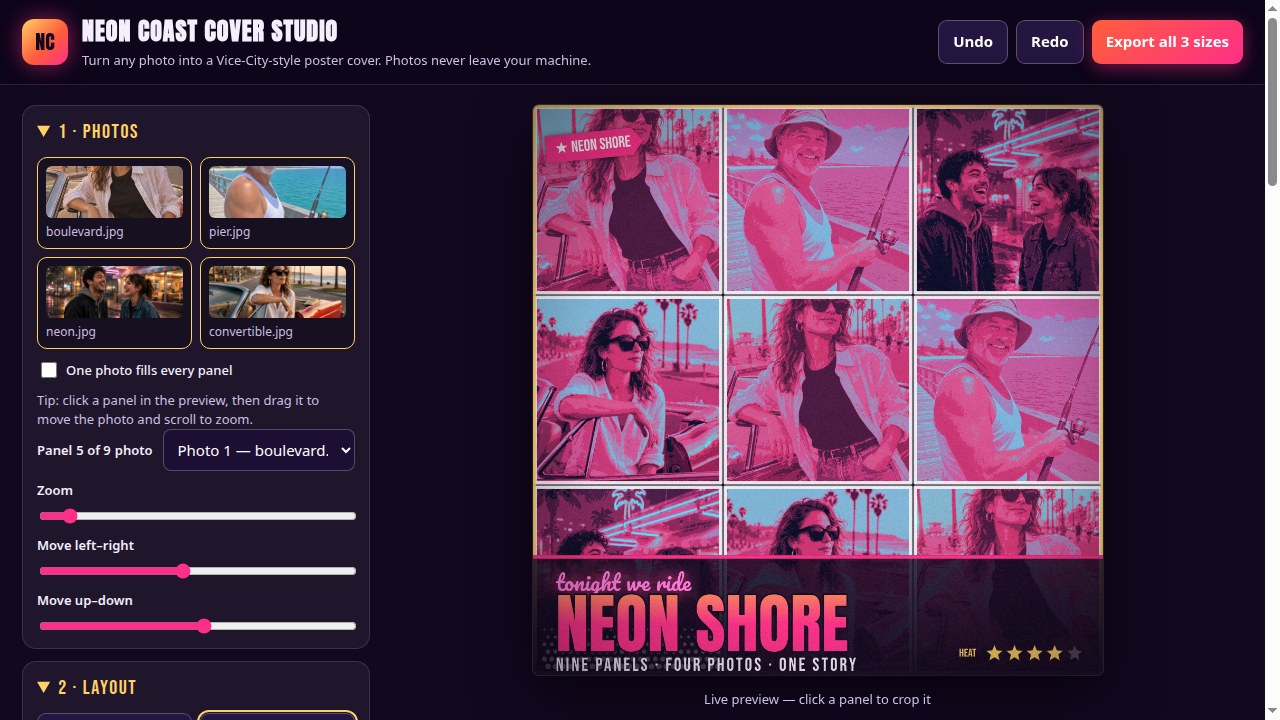 NC
NEON COAST COVER STUDIO
Turn any photo into a Vice-City-style poster cover. Photos never leave your machine.
Undo
Redo
Export all 3 sizes
▼ 1 · PHOTOS
boulevard.jpg
pier.jpg
neon.jpg
convertible.jpg
One photo fills every panel
Tip: click a panel in the preview, then drag it to
move the photo and scroll to zoom.
Panel 5 of 9 photo
Photo 1 — boulevard.
Zoom
Move left–right
Move up–down
▼ 2 · LAYOUT
★ NEON SHORE
tonight we ride
NEON SHORE
NINE PANELS · FOUR PHOTOS · ONE STORY
HEAT ★★★★★
Live preview — click a panel to crop it